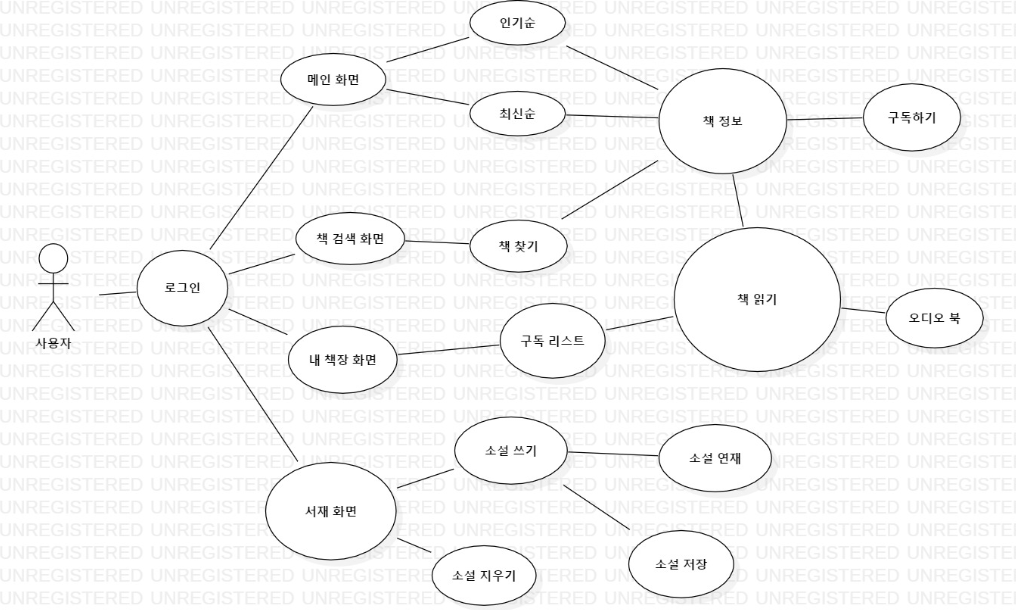 인기순
메인 화면
최신순
책 정보
구독하기
책 검색 화면
책 찾기
로그인
사용자
책 읽기
오디오 북
구독 리스트
내 책장 화면
소설 쓰기
소설 연재
서재 화면
소설 저장
소설 지우기
UNREGISTERED